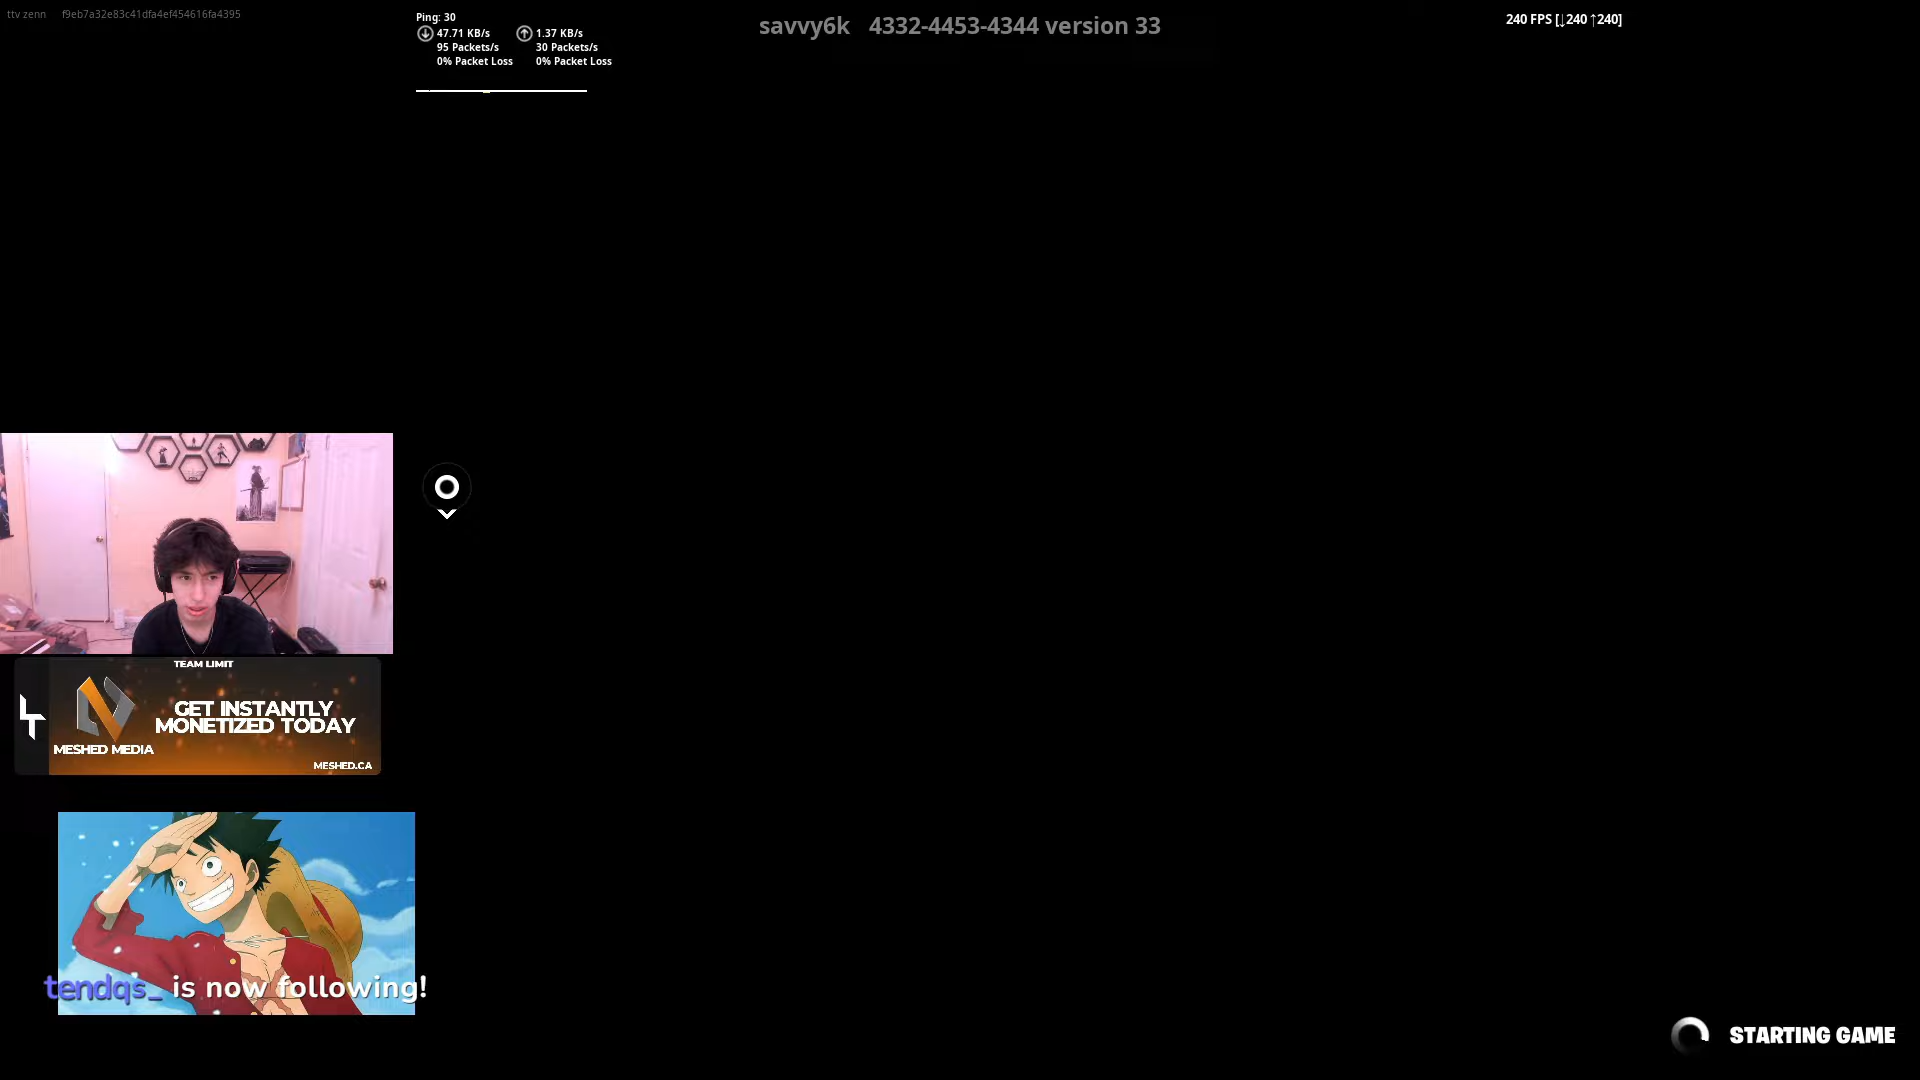 ttv zenn f9eb7a32e83c41dfa4ef454616fa4395
Ping: 30
47.71 KB/s 1.37 KB/s
95 Packets/s 30 Packets/s
0% Packet Loss 0% Packet Loss
savvy6k 4332-4453-4344 version 33
240 FPS [↓240 ↑240]
TEAM LIMIT
GET INSTANTLY
MONETIZED TODAY
MESHED MEDIA
MESHED.CA
tendqs_ is now following!
STARTING GAME